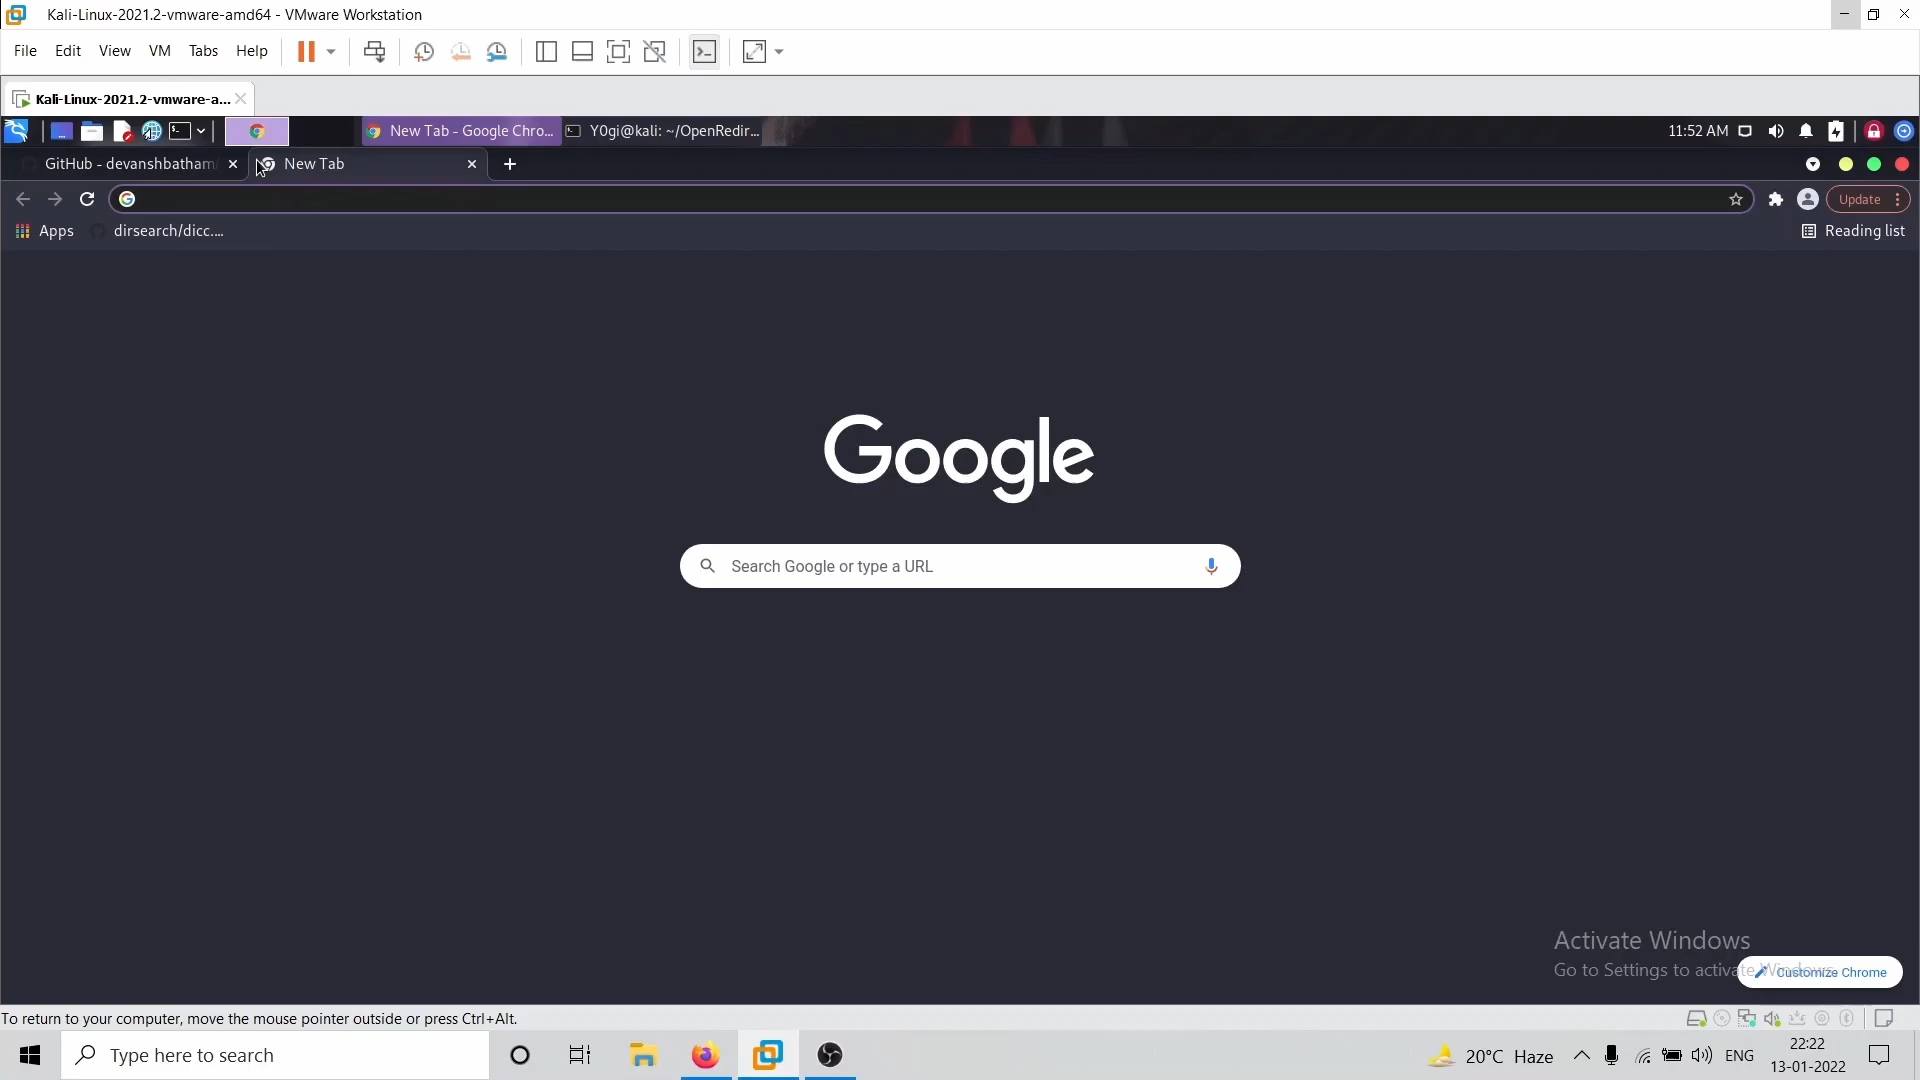 Kali-Linux-2021.2-vmware-amd64 - VMware Workstation
File Edit View VM Tabs Help
Kali-Linux-2021.2-vmware-a...
New Tab - Google Chro... Y0gi@kali: ~/OpenRedir... 11:52 AM
GitHub - devanshbatham/ New Tab
Update
Apps dirsearch/dicc.... Reading list
Google
Search Google or type a URL
Activate Windows
Go to Settings to activate Windows.
Customize Chrome
To return to your computer, move the mouse pointer outside or press Ctrl+Alt.
Type here to search 20°C Haze ENG 22:22
13-01-2022